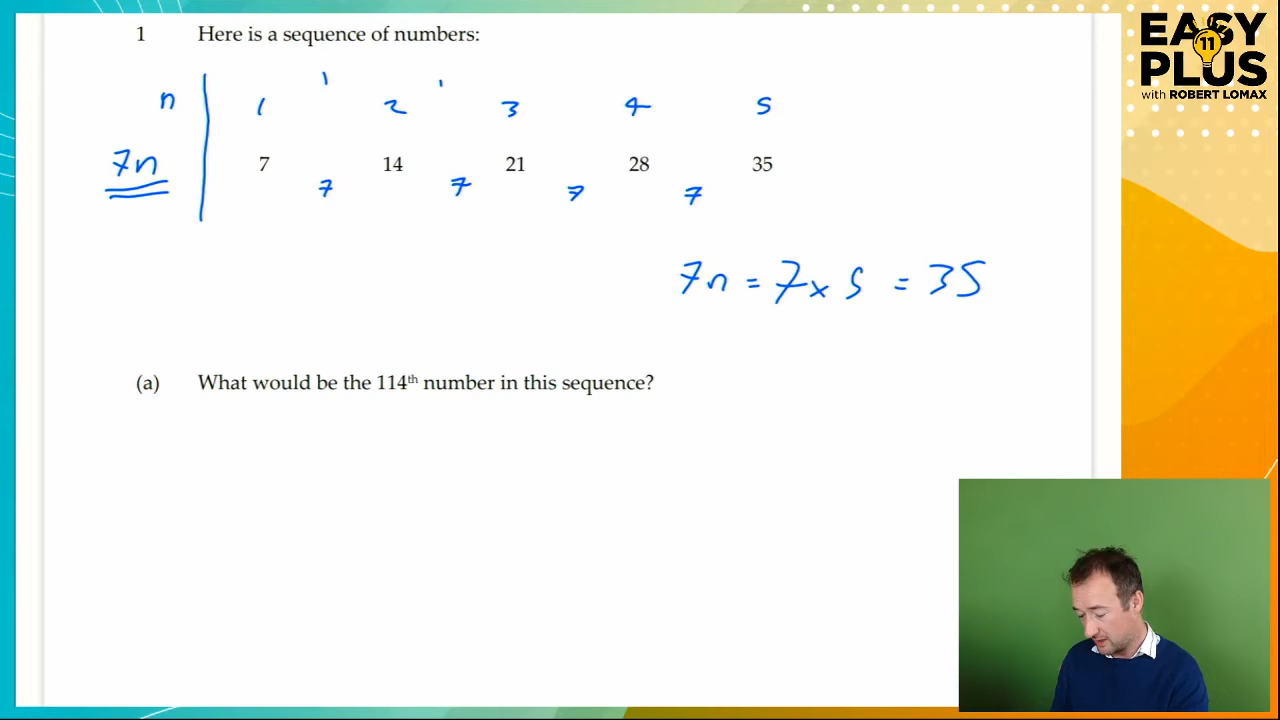 1 Here is a sequence of numbers:
EASY
11
PLUS
with ROBERT LOMAX
1 1
n 1 2 3 4 5
7n 7 14 21 28 35
7 7 7 7
7n = 7 x 5 = 35
(a) What would be the 114th number in this sequence?